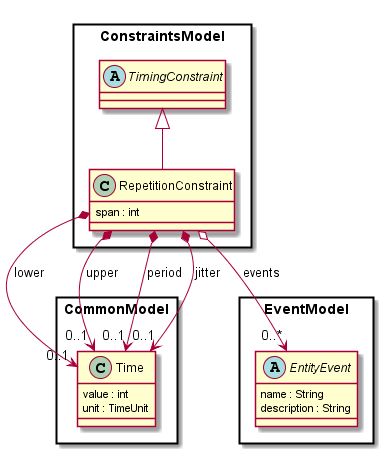 ConstraintsModel
A TimingConstraint
C RepetitionConstraint
span : int
lower
upper
period
jitter
events
CommonModel
EventModel
0..1
0..1
0..1
0..1
0..*
C Time
value : int
unit : TimeUnit
A EntityEvent
name : String
description : String